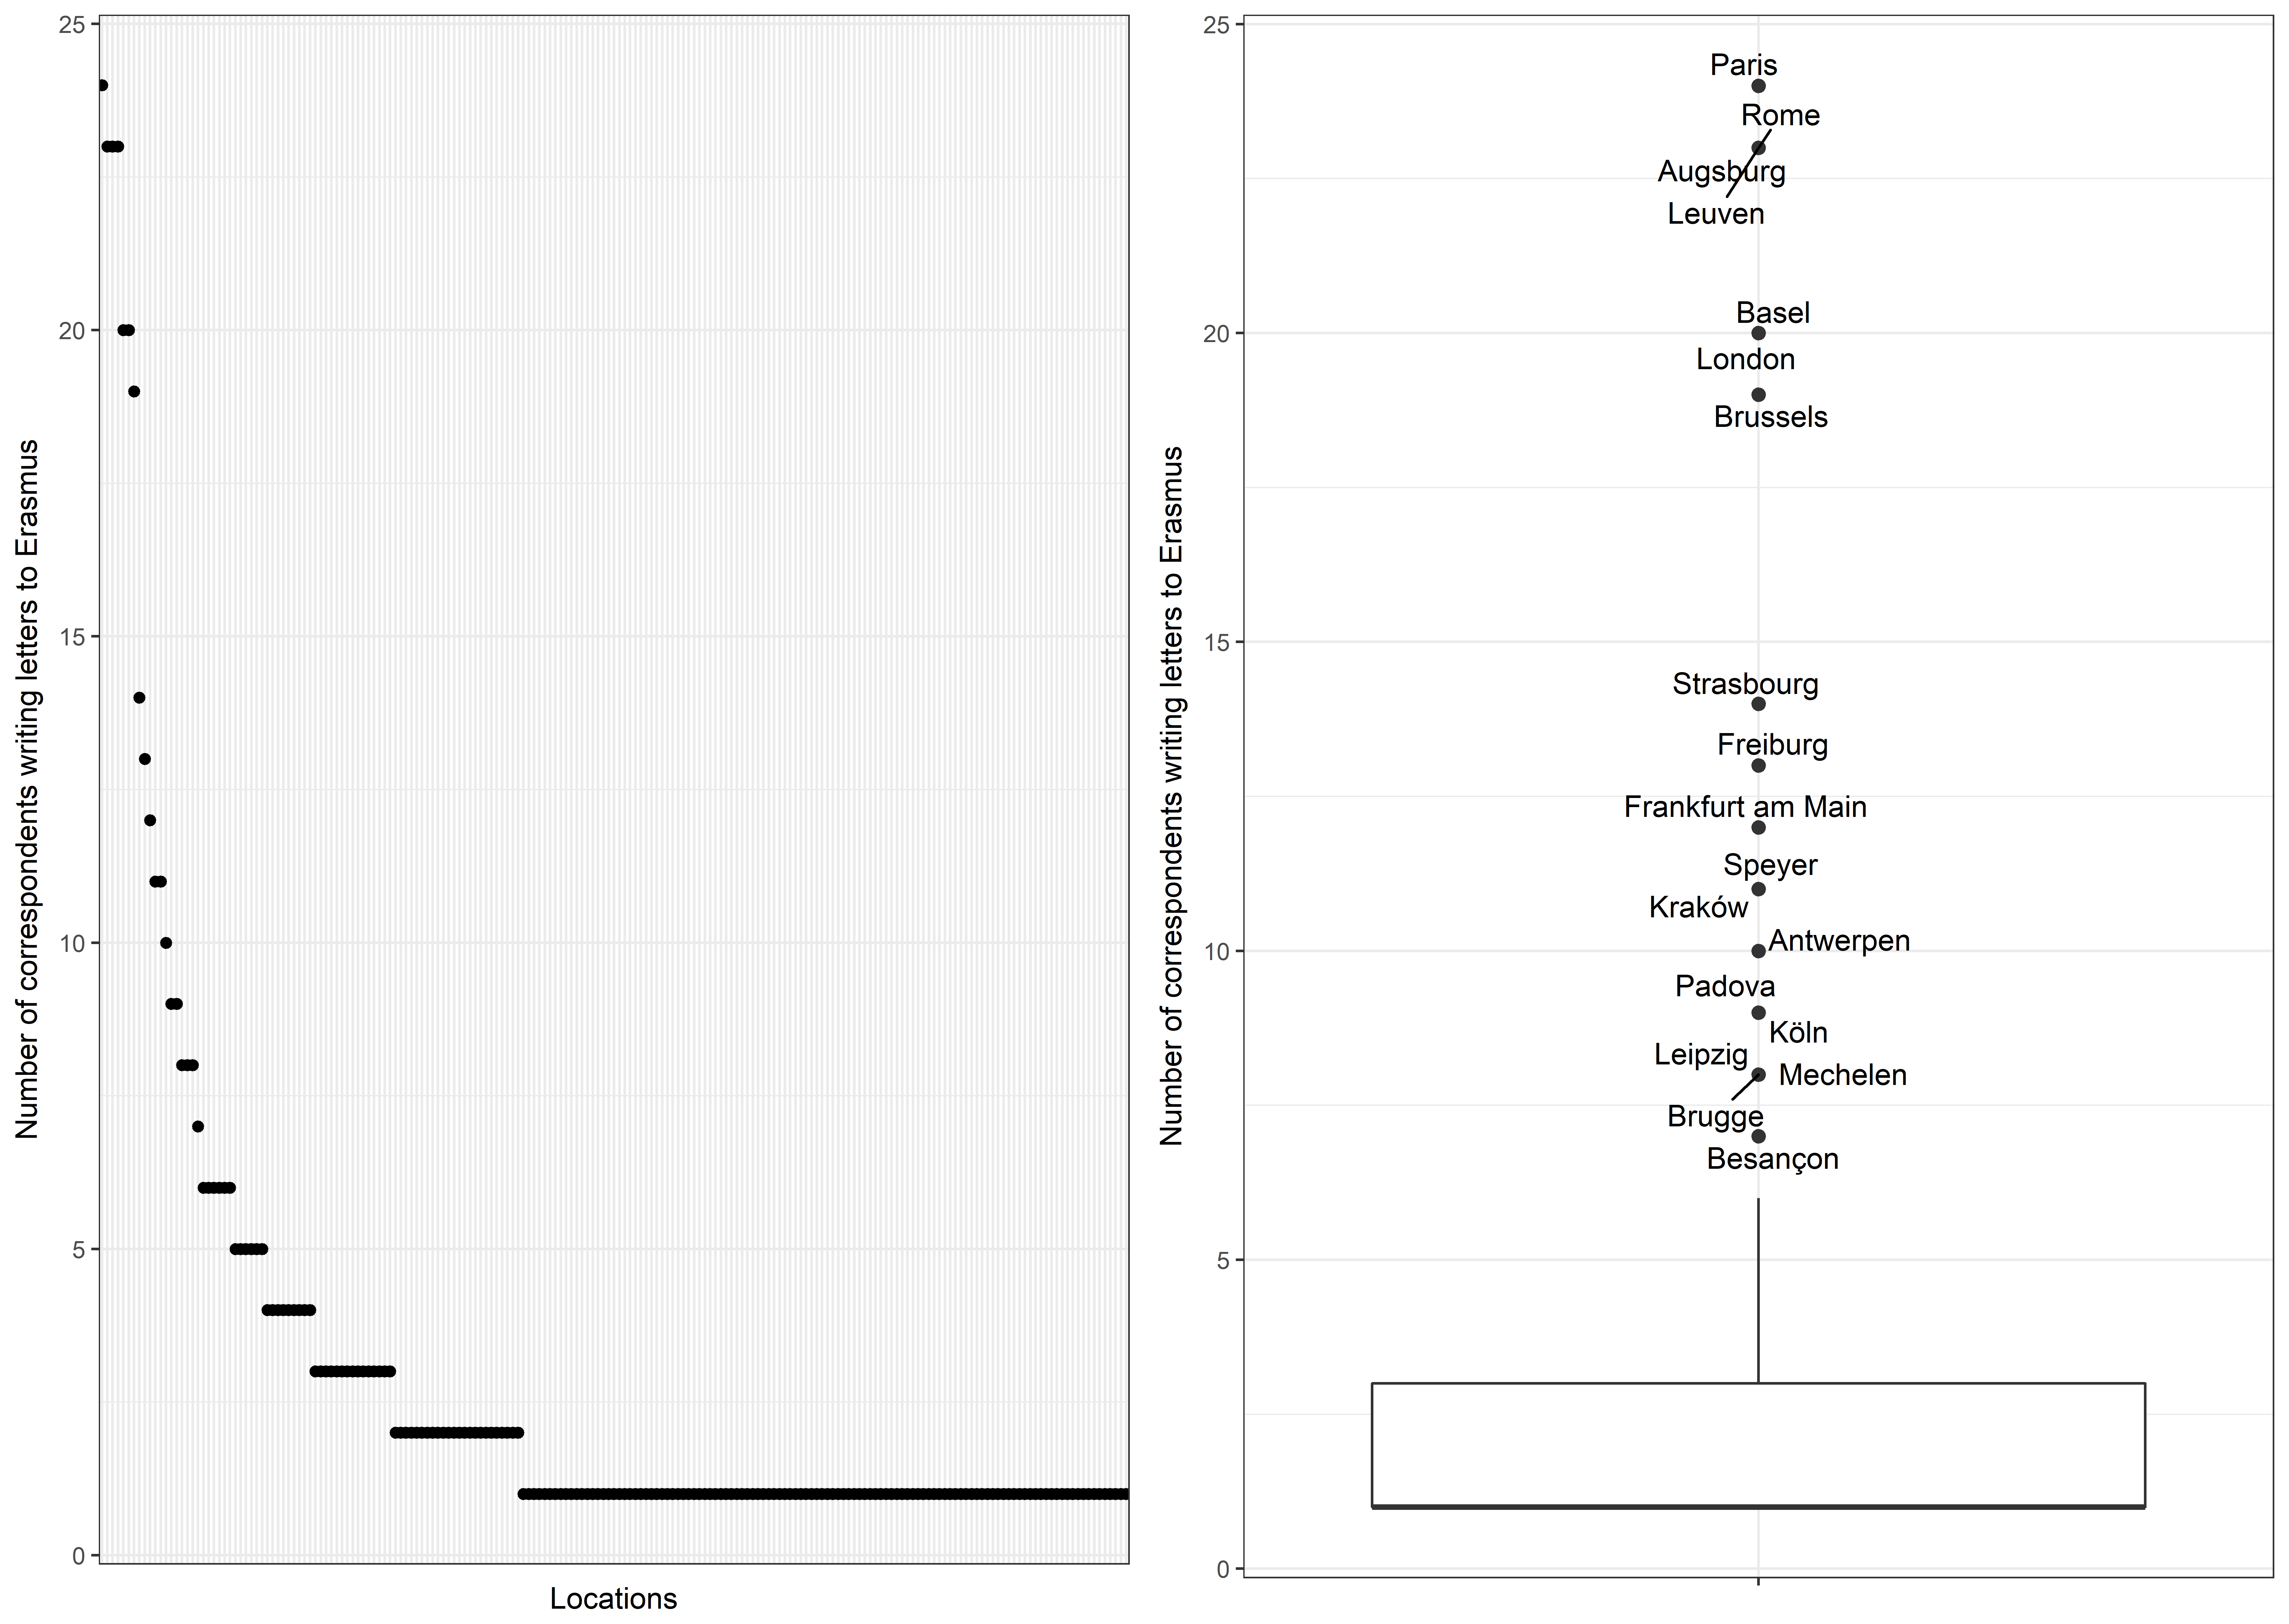 25
20
15
10
5
0
Number of correspondents writing letters to Erasmus
Locations
25
20
15
10
5
0
Number of correspondents writing letters to Erasmus
Paris
Rome
Augsburg
Leuven
Basel
London
Brussels
Strasbourg
Freiburg
Frankfurt am Main
Speyer
Kraków
Antwerpen
Padova
Köln
Leipzig
Mechelen
Brugge
Besançon